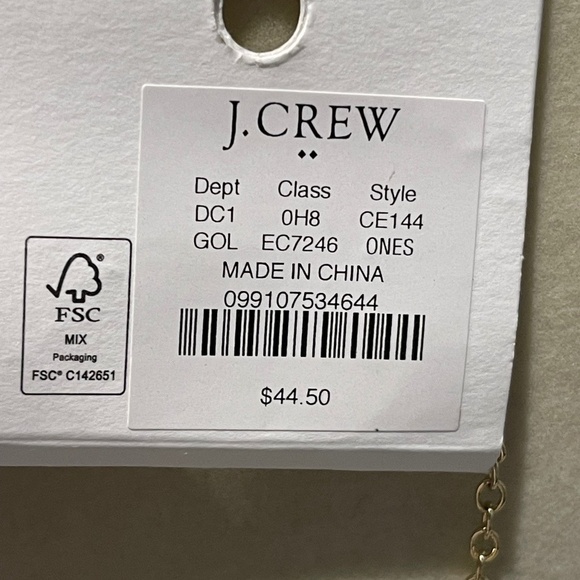 J.CREW
Dept Class Style
DC1 0H8 CE144
GOL EC7246 0NES
MADE IN CHINA
099107534644
$44.50
®
FSC
MIX
Packaging
FSC® C142651